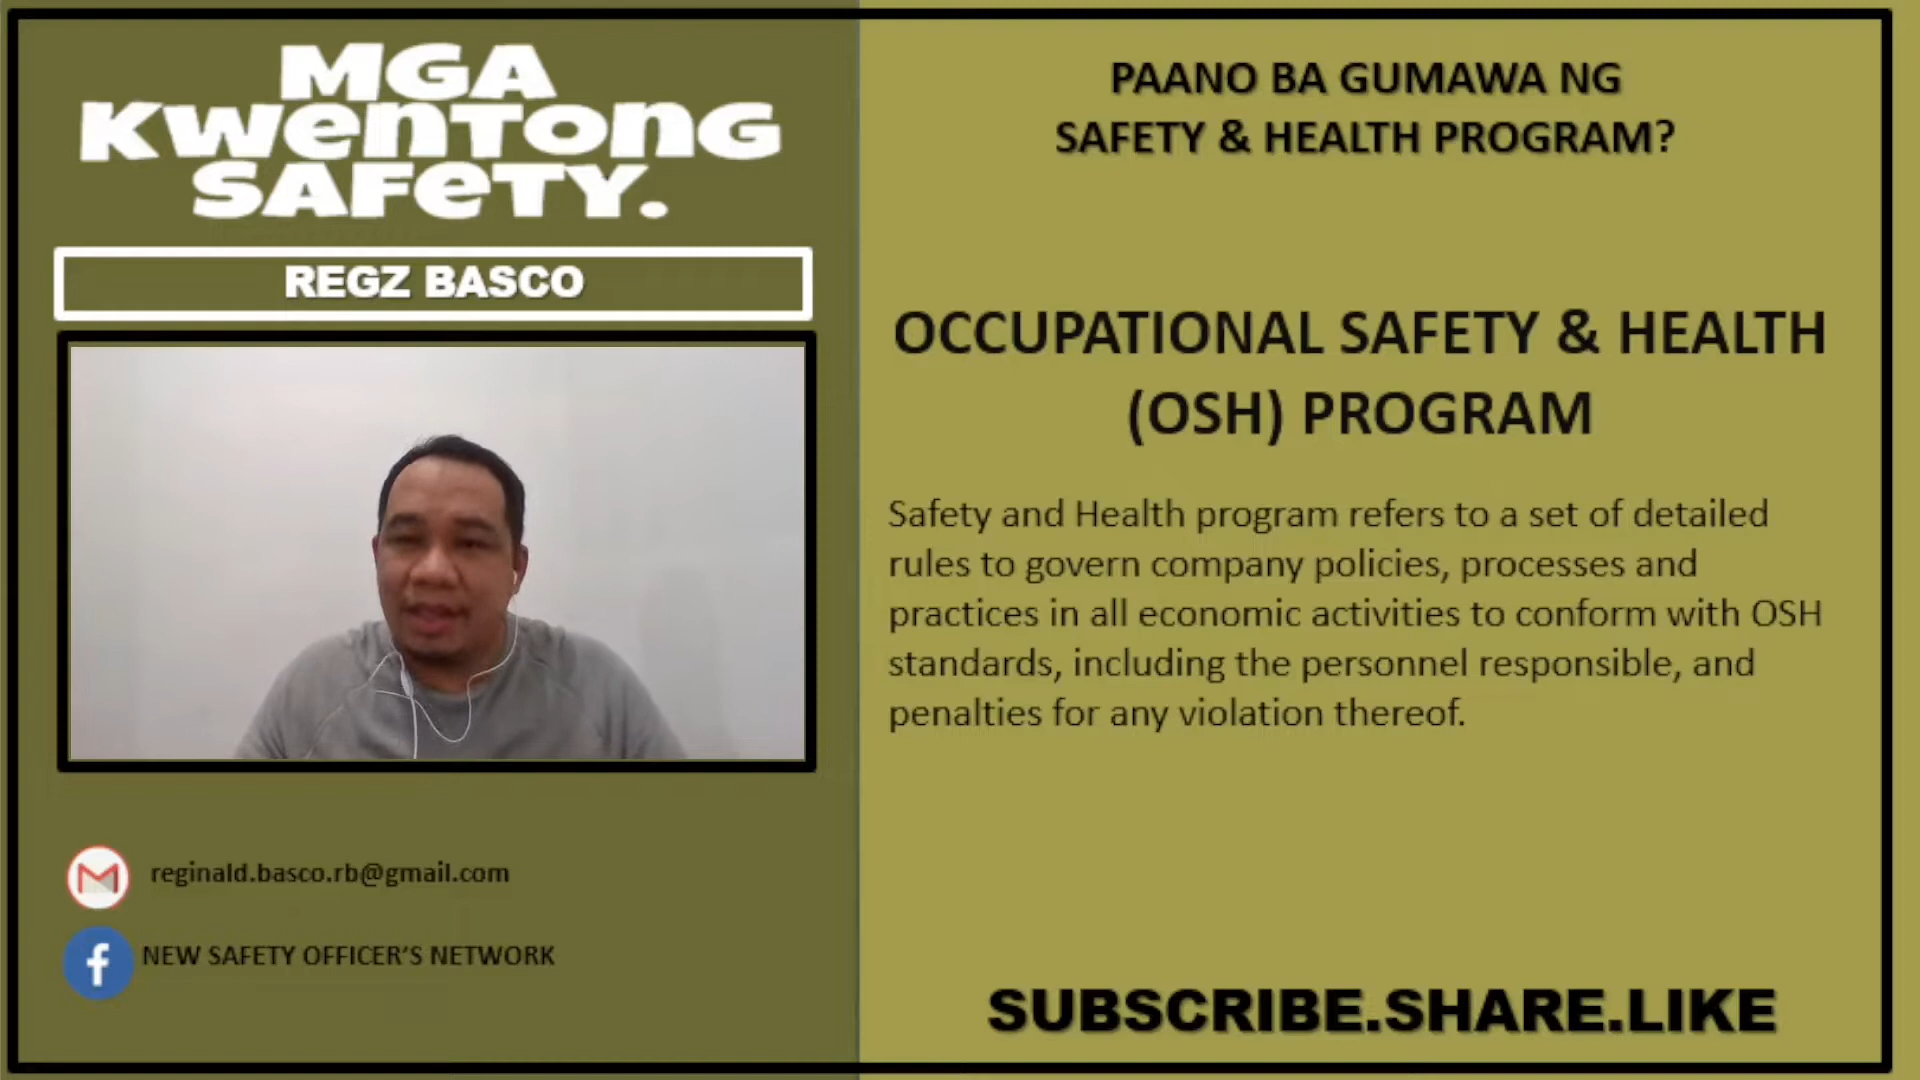 MGA
KWeNTONG
SAFeTY.
REGZ BASCO
reginald.basco.rb@gmail.com
NEW SAFETY OFFICER'S NETWORK
PAANO BA GUMAWA NG
SAFETY & HEALTH PROGRAM?
OCCUPATIONAL SAFETY & HEALTH
(OSH) PROGRAM
Safety and Health program refers to a set of detailed
rules to govern company policies, processes and
practices in all economic activities to conform with OSH
standards, including the personnel responsible, and
penalties for any violation thereof.
SUBSCRIBE.SHARE.LIKE